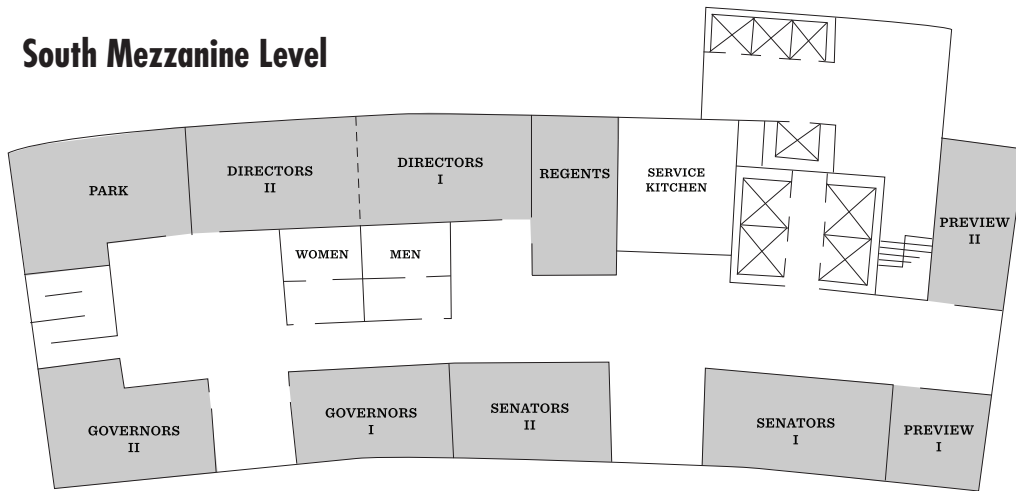 South Mezzanine Level
PARK
DIRECTORS
II
DIRECTORS
I
REGENTS
SERVICE
KITCHEN
PREVIEW
II
WOMEN
MEN
GOVERNORS
II
GOVERNORS
I
SENATORS
II
SENATORS
I
PREVIEW
I